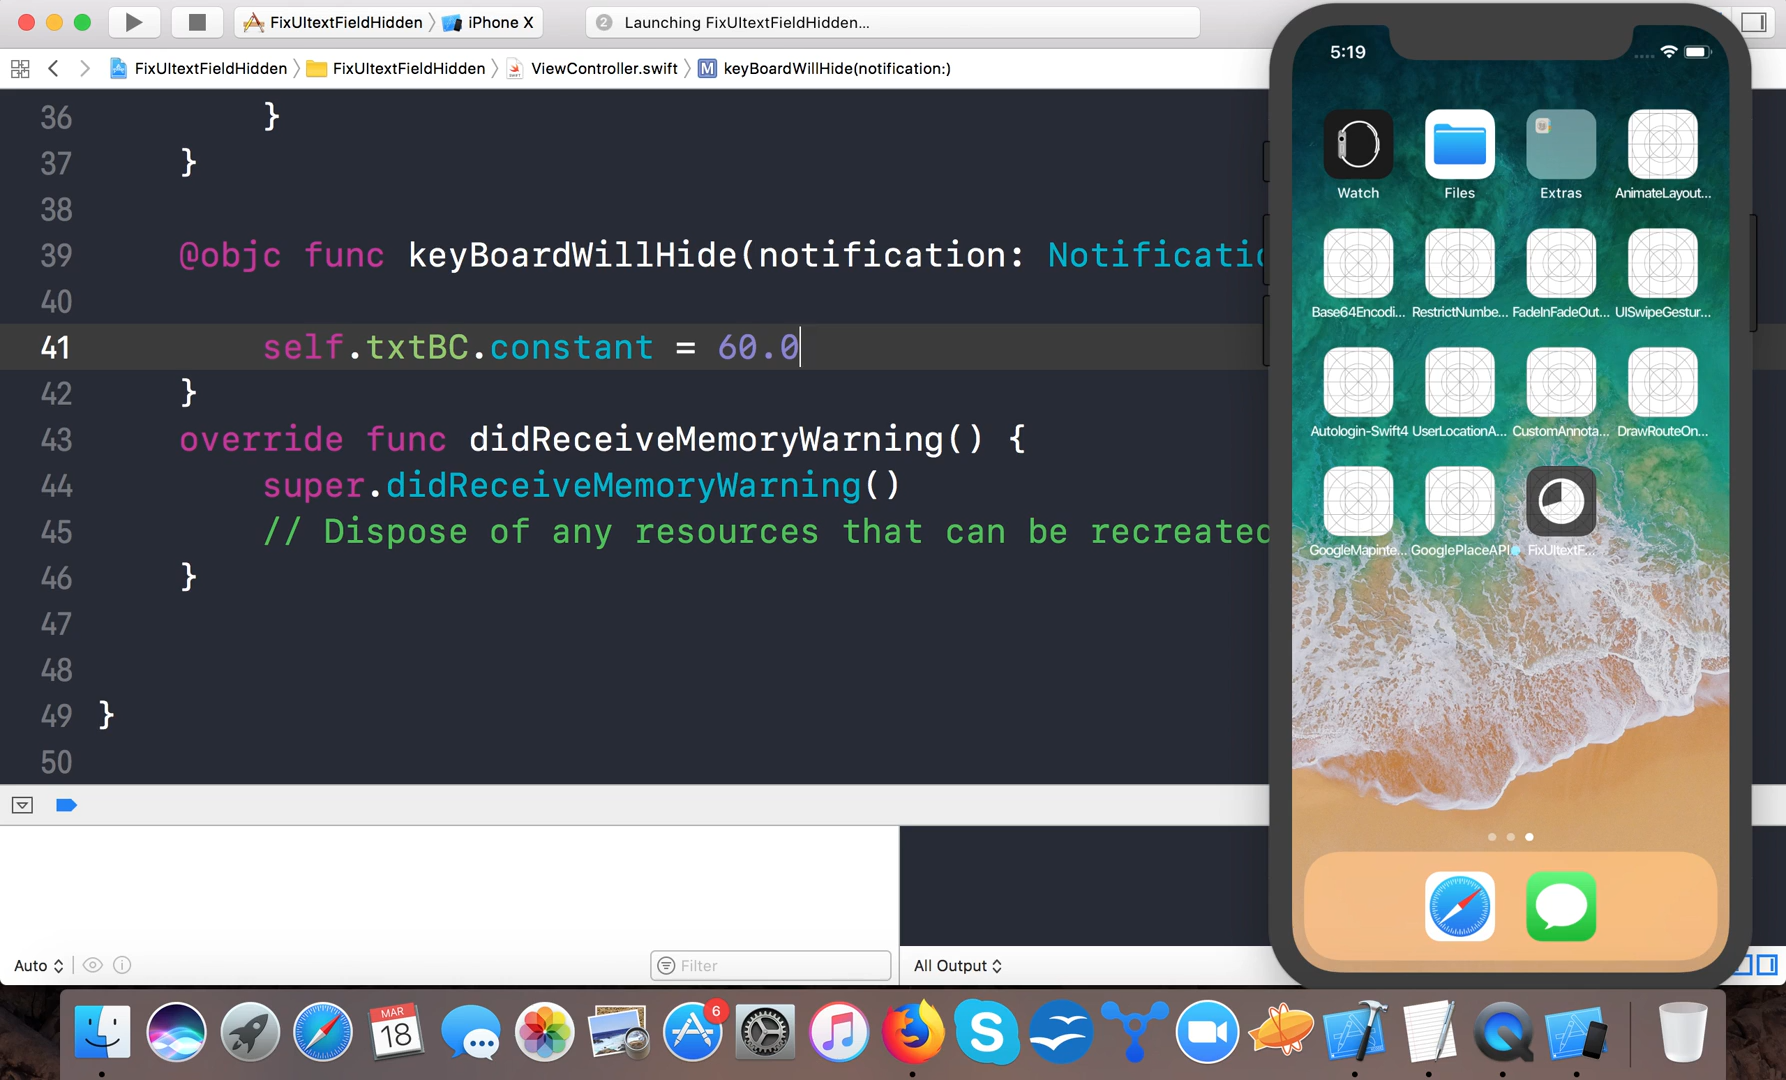 FixUItextFieldHidden 〉 iPhone X
2 Launching FixUItextFieldHidden...
FixUItextFieldHidden 〉 FixUItextFieldHidden 〉 ViewController.swift 〉 M keyBoardWillHide(notification:)
36 }
37 }
38
39 @objc func keyBoardWillHide(notification: Notificatio
40
41 self.txtBC.constant = 60.0
42 }
43 override func didReceiveMemoryWarning() {
44 super.didReceiveMemoryWarning()
45 // Dispose of any resources that can be recreated
46 }
47
48
49 }
50
Auto
Filter
All Output
5:19
Watch Files Extras AnimateLayout...
Base64Encodi... RestrictNumbe... FadeInFadeOut... UISwipeGestur...
Autologin-Swift4 UserLocationA... CustomAnnota... DrawRouteOn...
GoogleMapinte... GooglePlaceAPI FixUItextF...
MAR
18
6
S